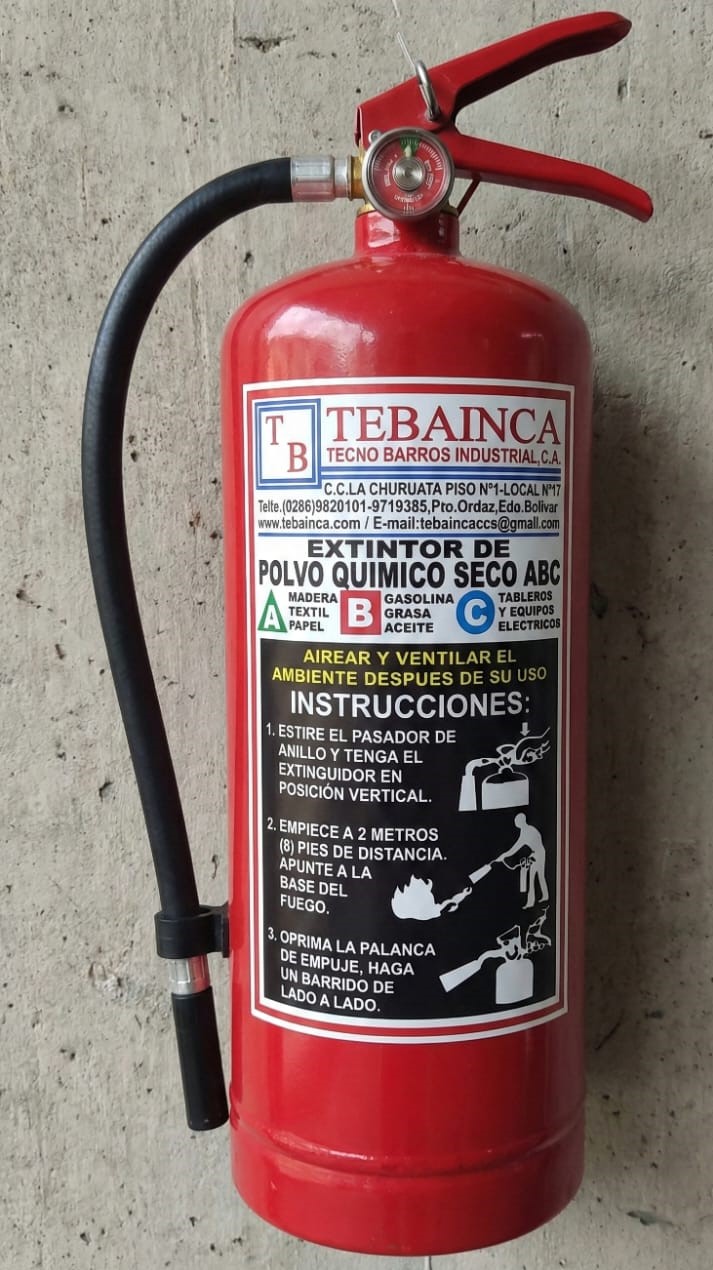 T
B
TEBAINCA
TECNO BARROS INDUSTRIAL,C.A.
C.C.LA CHURUATA PISO Nº1-LOCAL Nº17
Telte.(0286)9820101-9719385,Pto.Ordaz,Edo.Bolivar
www.tebainca.com / E-mail:tebaincaccs@gmall.com
EXTINTOR DE
POLVO QUIMICO SECO ABC
A
MADERA
TEXTIL
PAPEL
B
GASOLINA
GRASA
ACEITE
C
TABLEROS
Y EQUIPOS
ELECTRICOS
AIREAR Y VENTILAR EL
AMBIENTE DESPUES DE SU USO
INSTRUCCIONES:
1. ESTIRE EL PASADOR DE
ANILLO Y TENGA EL
EXTINGUIDOR EN
POSICIÓN VERTICAL.
2. EMPIECE A 2 METROS
(8) PIES DE DISTANCIA.
APUNTE A LA
BASE DEL
FUEGO.
3. OPRIMA LA PALANCA
DE EMPUJE, HAGA
UN BARRIDO DE
LADO A LADO.